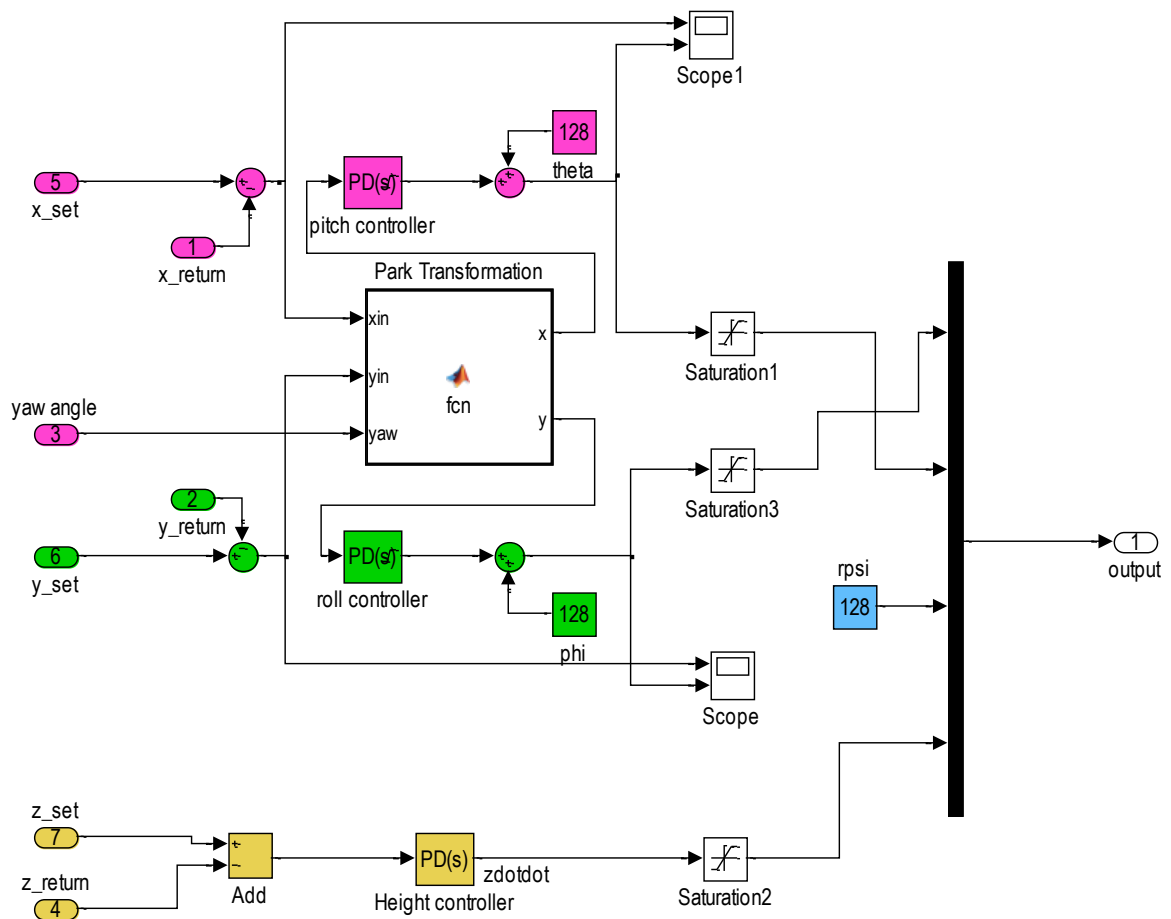 Scope1
128
theta
5
x_set
+
−
PD(s)
+
+
pitch controller
1
x_return
Park Transformation
xin
x
yin
fcn
yaw
y
Saturation1
yaw angle
3
2
y_return
−
+
6
y_set
PD(s)
+
+
roll controller
Saturation3
128
phi
rpsi
128
1
output
Scope
z_set
7
+
−
z_return
4
Add
PD(s)
zdotdot
Height controller
Saturation2